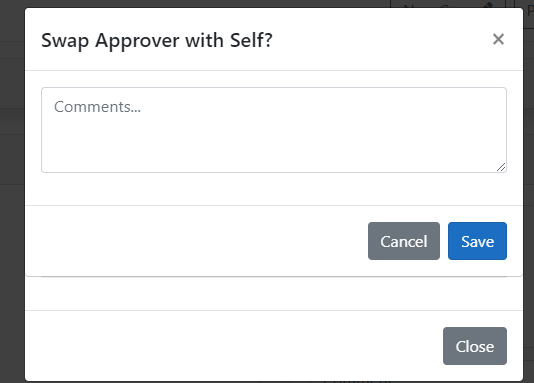 Swap Approver with Self?
×
Comments...
Cancel
Save
Close